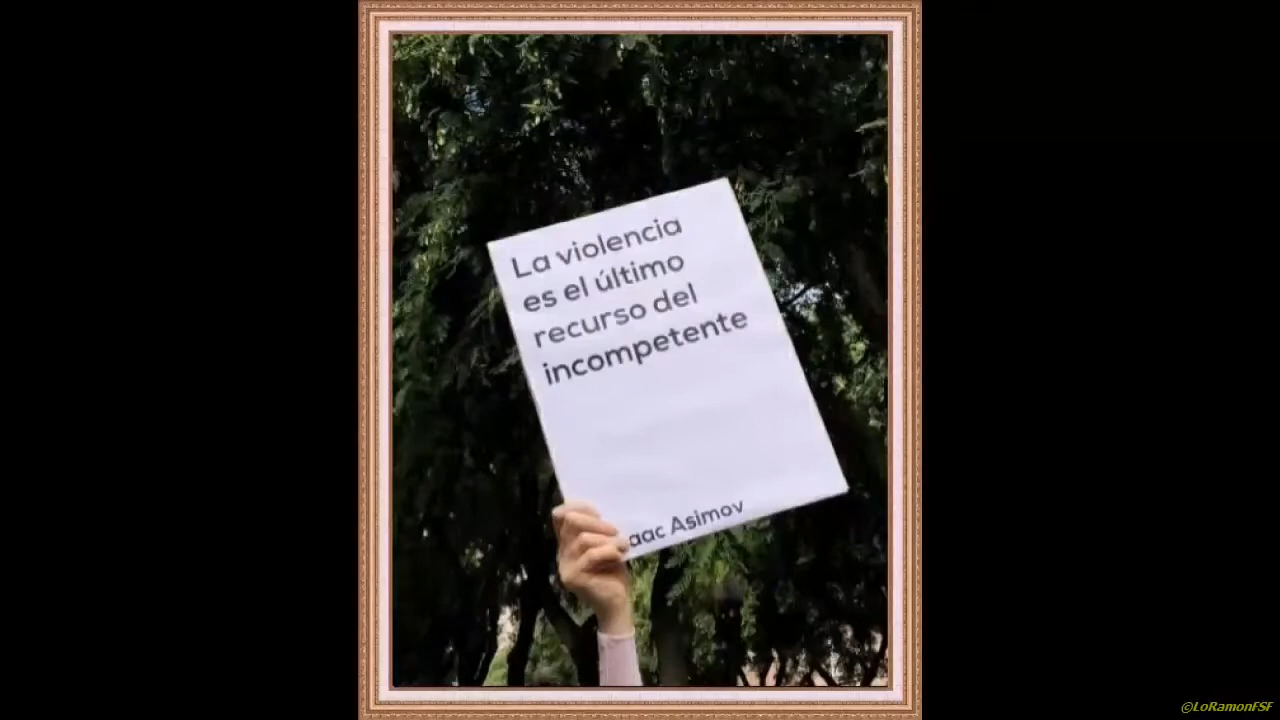 La violencia
es el último
recurso del
incompetente
aac Asimov
©LoRamonFSF